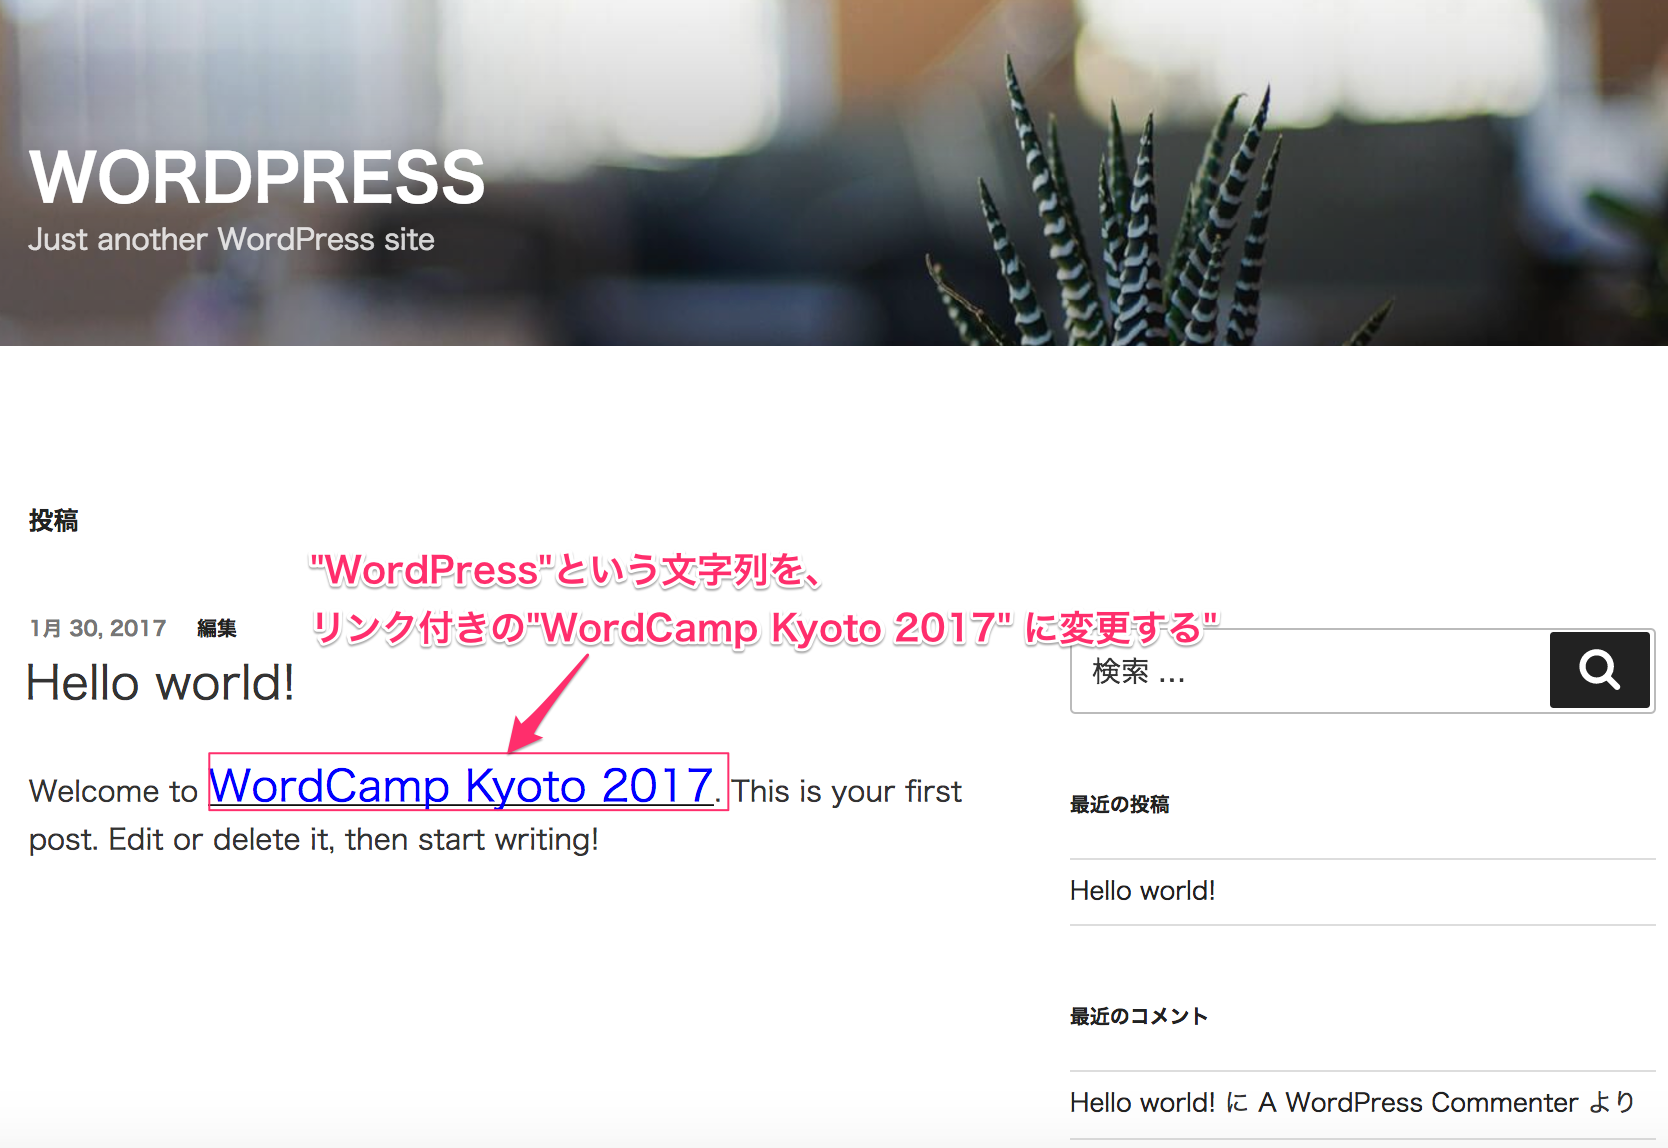 WORDPRESS
Just another WordPress site
投稿
"WordPress"という文字列を、
リンク付きの"WordCamp Kyoto 2017" に変更する"
1月 30, 2017 編集
Hello world!
Welcome to WordCamp Kyoto 2017. This is your first
post. Edit or delete it, then start writing!
検索 …
最近の投稿
Hello world!
最近のコメント
Hello world! に A WordPress Commenter より